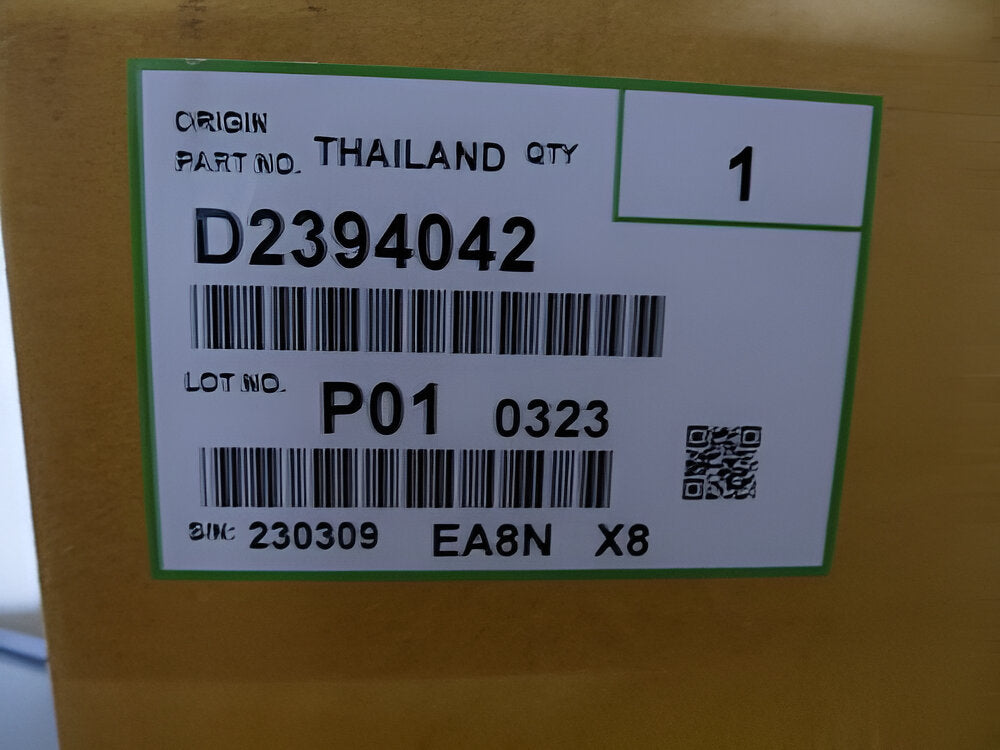 ORIGIN THAILAND QTY 1
PART NO.
D2394042
LOT NO. P01 0323
230309 EA8N X8